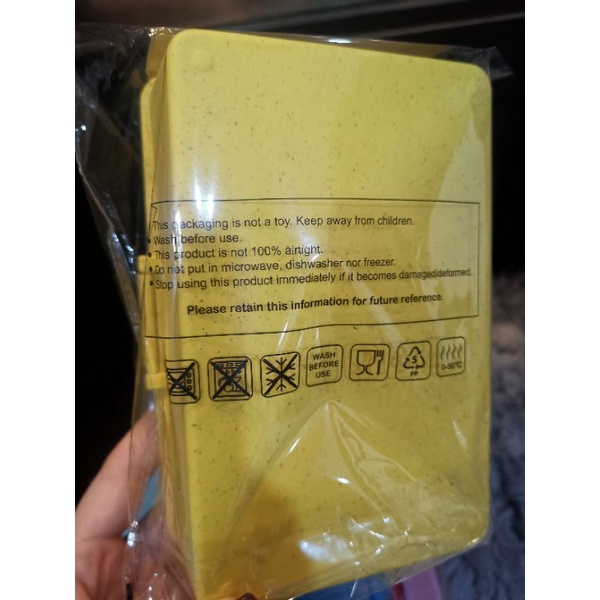 This packaging is not a toy. Keep away from children.
• Wash before use.
• This product is not 100% airtight.
• Do not put in microwave, dishwasher nor freezer.
• Stop using this product immediately if it becomes damaged/deformed.
Please retain this information for future reference.
WASH
BEFORE
USE
5
PP